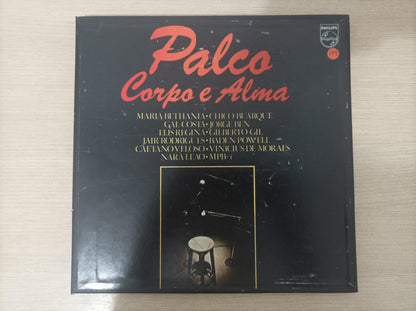 PHILIPS
Palco
Corpo e Alma
MARIA BETHANIA • CHICO BUARQUE
GAL COSTA • JORGE BEN
ELIS REGINA • GILBERTO GIL
JAIR RODRIGUES • BADEN POWELL
CAETANO VELOSO • VINICIUS DE MORAES
NARA LEÃO • MPB-4